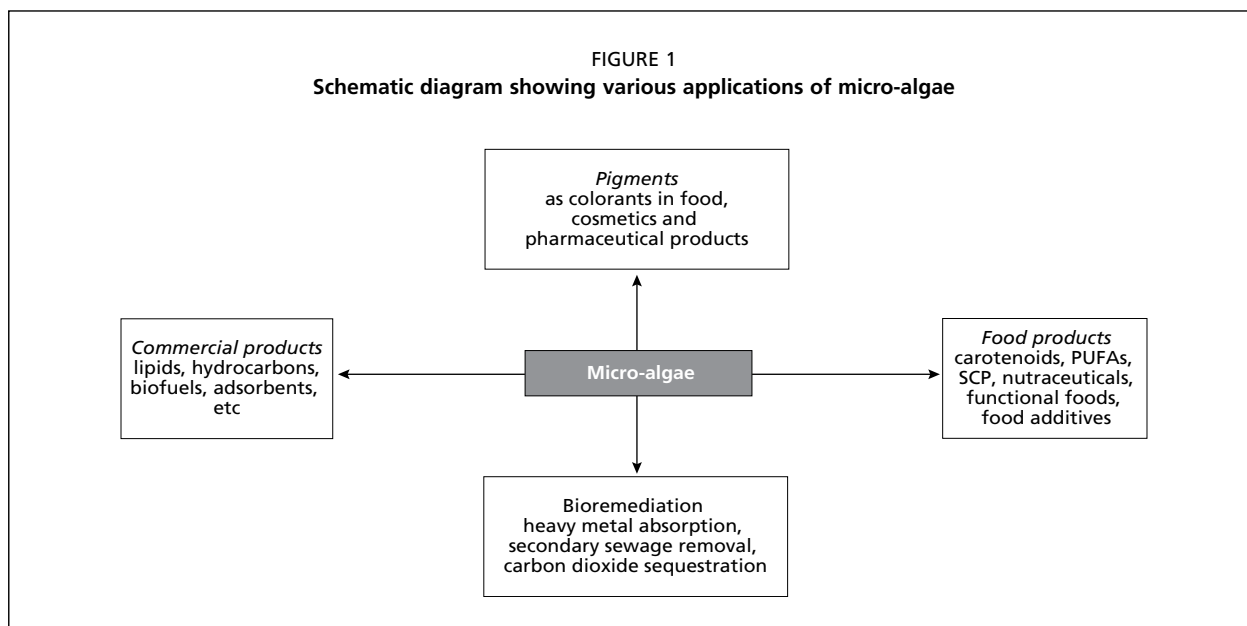 FIGURE 1
Schematic diagram showing various applications of micro-algae
Pigments
as colorants in food,
cosmetics and
pharmaceutical products
Commercial products
lipids, hydrocarbons,
biofuels, adsorbents,
etc
Micro-algae
Food products
carotenoids, PUFAs,
SCP, nutraceuticals,
functional foods,
food additives
Bioremediation
heavy metal absorption,
secondary sewage removal,
carbon dioxide sequestration